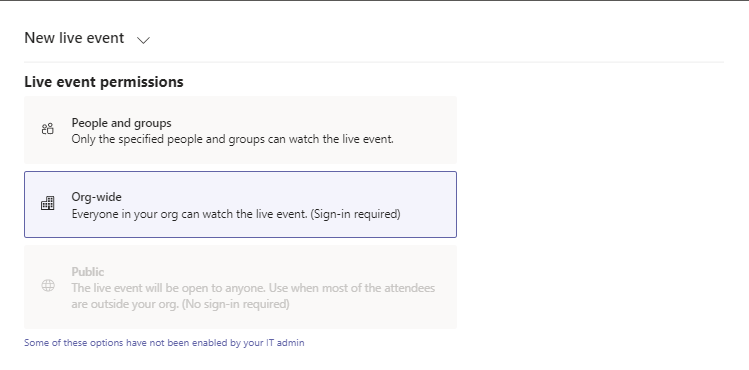 New live event
Live event permissions
People and groups
Only the specified people and groups can watch the live event.
Org-wide
Everyone in your org can watch the live event. (Sign-in required)
Public
The live event will be open to anyone. Use when most of the attendees
are outside your org. (No sign-in required)
Some of these options have not been enabled by your IT admin